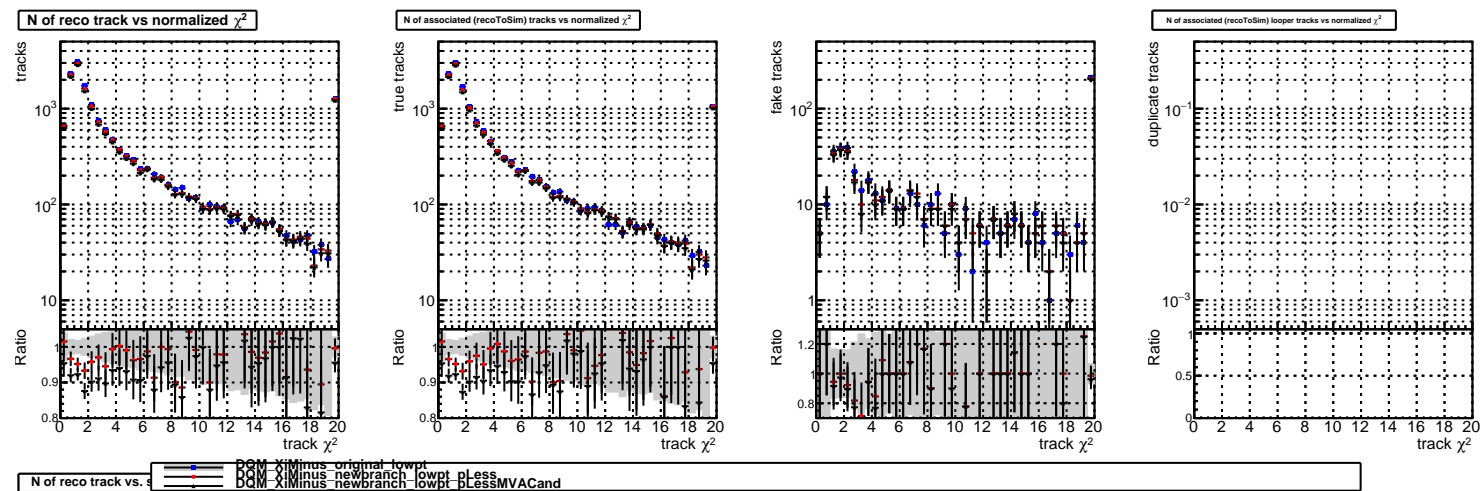 N of reco track vs normalized χ²
N of associated (recoToSim) tracks vs normalized χ²
N of associated (recoToSim) looper tracks vs normalized χ²
tracks
10³
10²
10
Ratio
1
0.9
0.8
0 2 4 6 8 10 12 14 16 18 20
track χ²
true tracks
10³
10²
10
Ratio
1
0.9
0.8
0 2 4 6 8 10 12 14 16 18 20
track χ²
fake tracks
10²
10
1
Ratio
1.2
1
0.8
0 2 4 6 8 10 12 14 16 18 20
track χ²
duplicate tracks
10⁻¹
10⁻²
10⁻³
Ratio
1
0.5
0
0 2 4 6 8 10 12 14 16 18 20
track χ²
N of reco track vs. s
DQM_XiMinus_original_lowpt
DQM_XiMinus_newbranch_lowpt_pLess
DQM_XiMinus_newbranch_lowpt_pLessMVACand